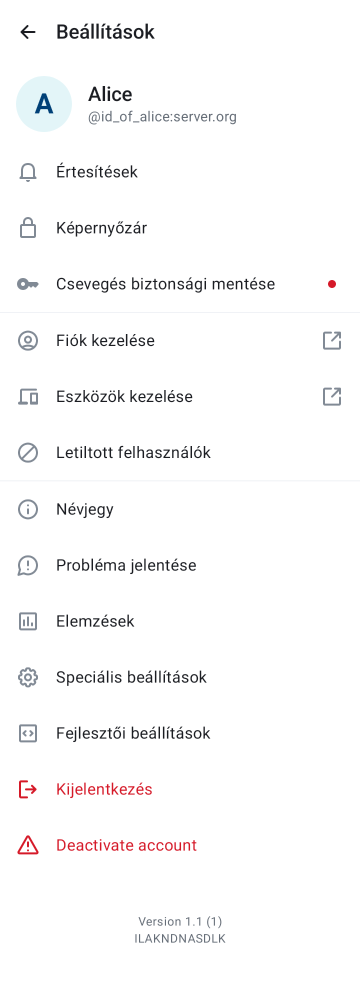 Beállítások
A
Alice
@id_of_alice:server.org
Értesítések
Képernyőzár
Csevegés biztonsági mentése
Fiók kezelése
Eszközök kezelése
Letiltott felhasználók
Névjegy
Probléma jelentése
Elemzések
Speciális beállítások
Fejlesztői beállítások
Kijelentkezés
Deactivate account
Version 1.1 (1)
ILAKNDNASDLK